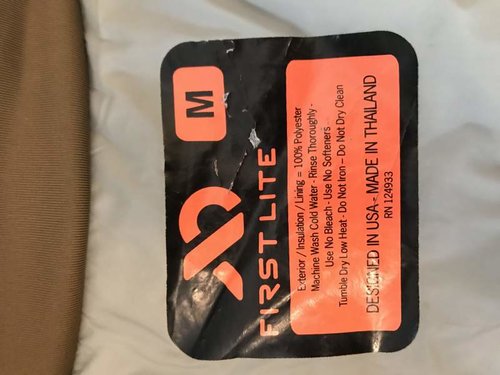 M
FIRST LITE
Exterior / Insulation / Lining = 100% Polyester
Machine Wash Cold Water - Rinse Thoroughly -
Use No Bleach - Use No Softeners
Tumble Dry Low Heat - Do Not Iron – Do Not Dry Clean
DESIGNED IN USA - MADE IN THAILAND
RN 124933